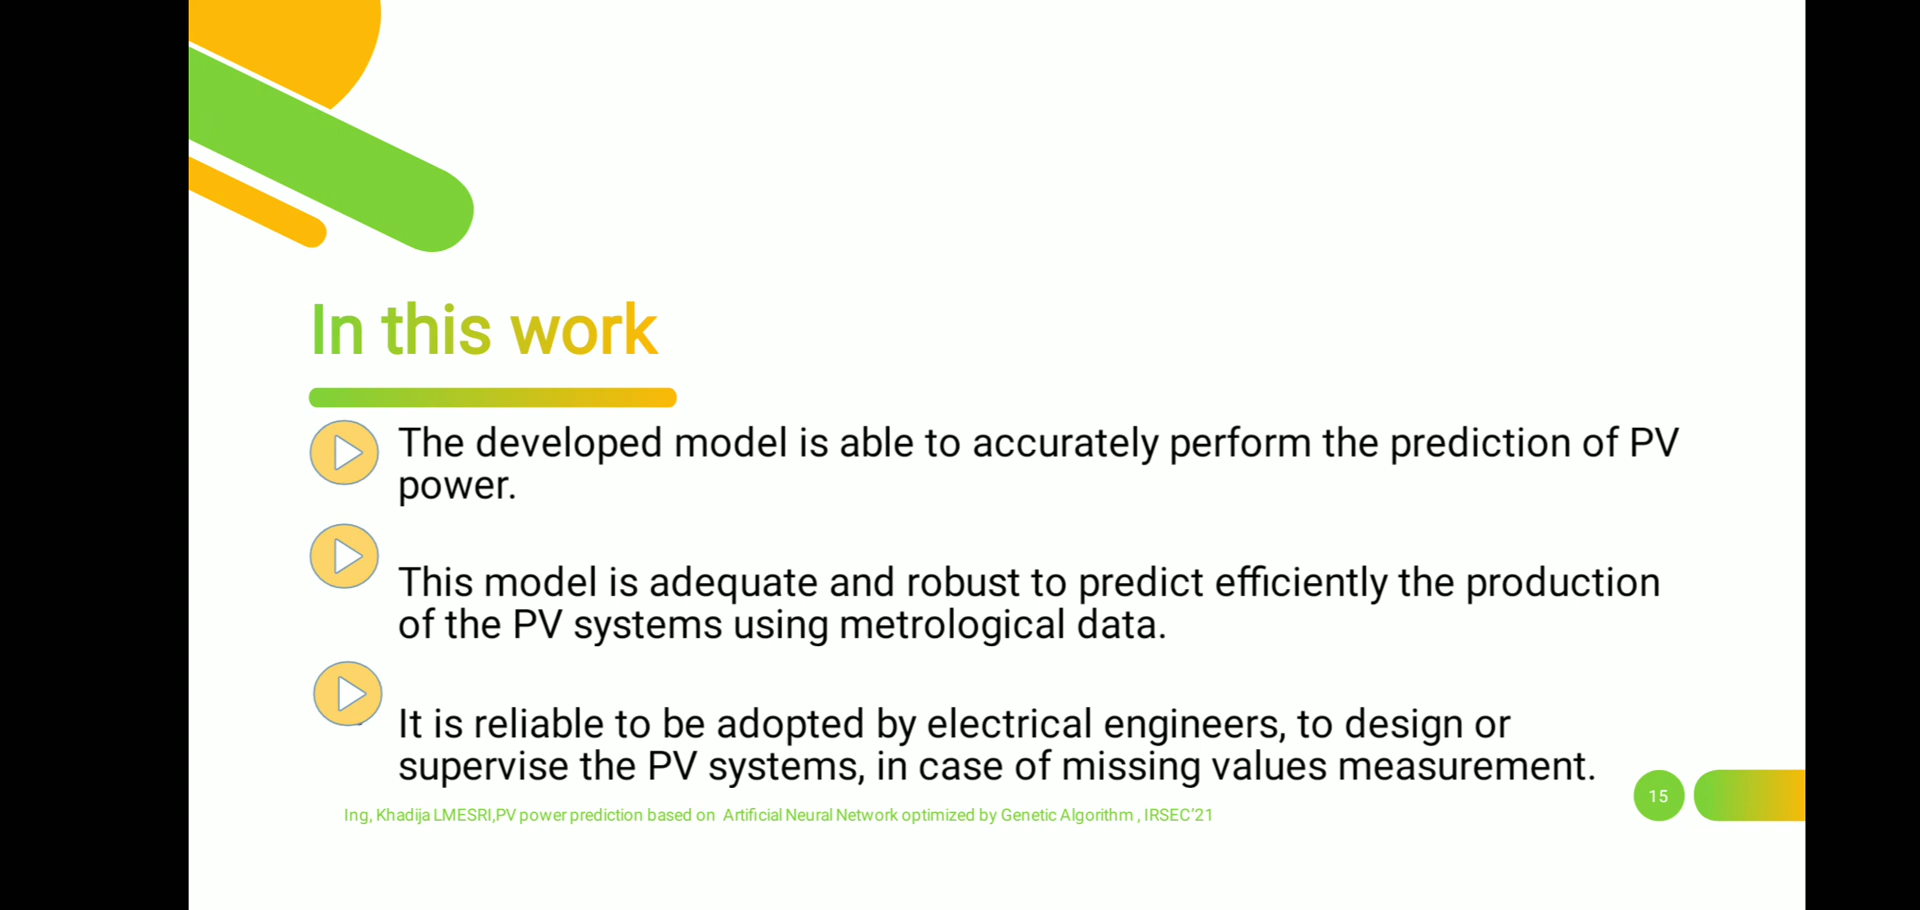 In this work
The developed model is able to accurately perform the prediction of PV
power.
This model is adequate and robust to predict efficiently the production
of the PV systems using metrological data.
It is reliable to be adopted by electrical engineers, to design or
supervise the PV systems, in case of missing values measurement.
15
Ing, Khadija LMESRI,PV power prediction based on Artificial Neural Network optimized by Genetic Algorithm , IRSEC’21